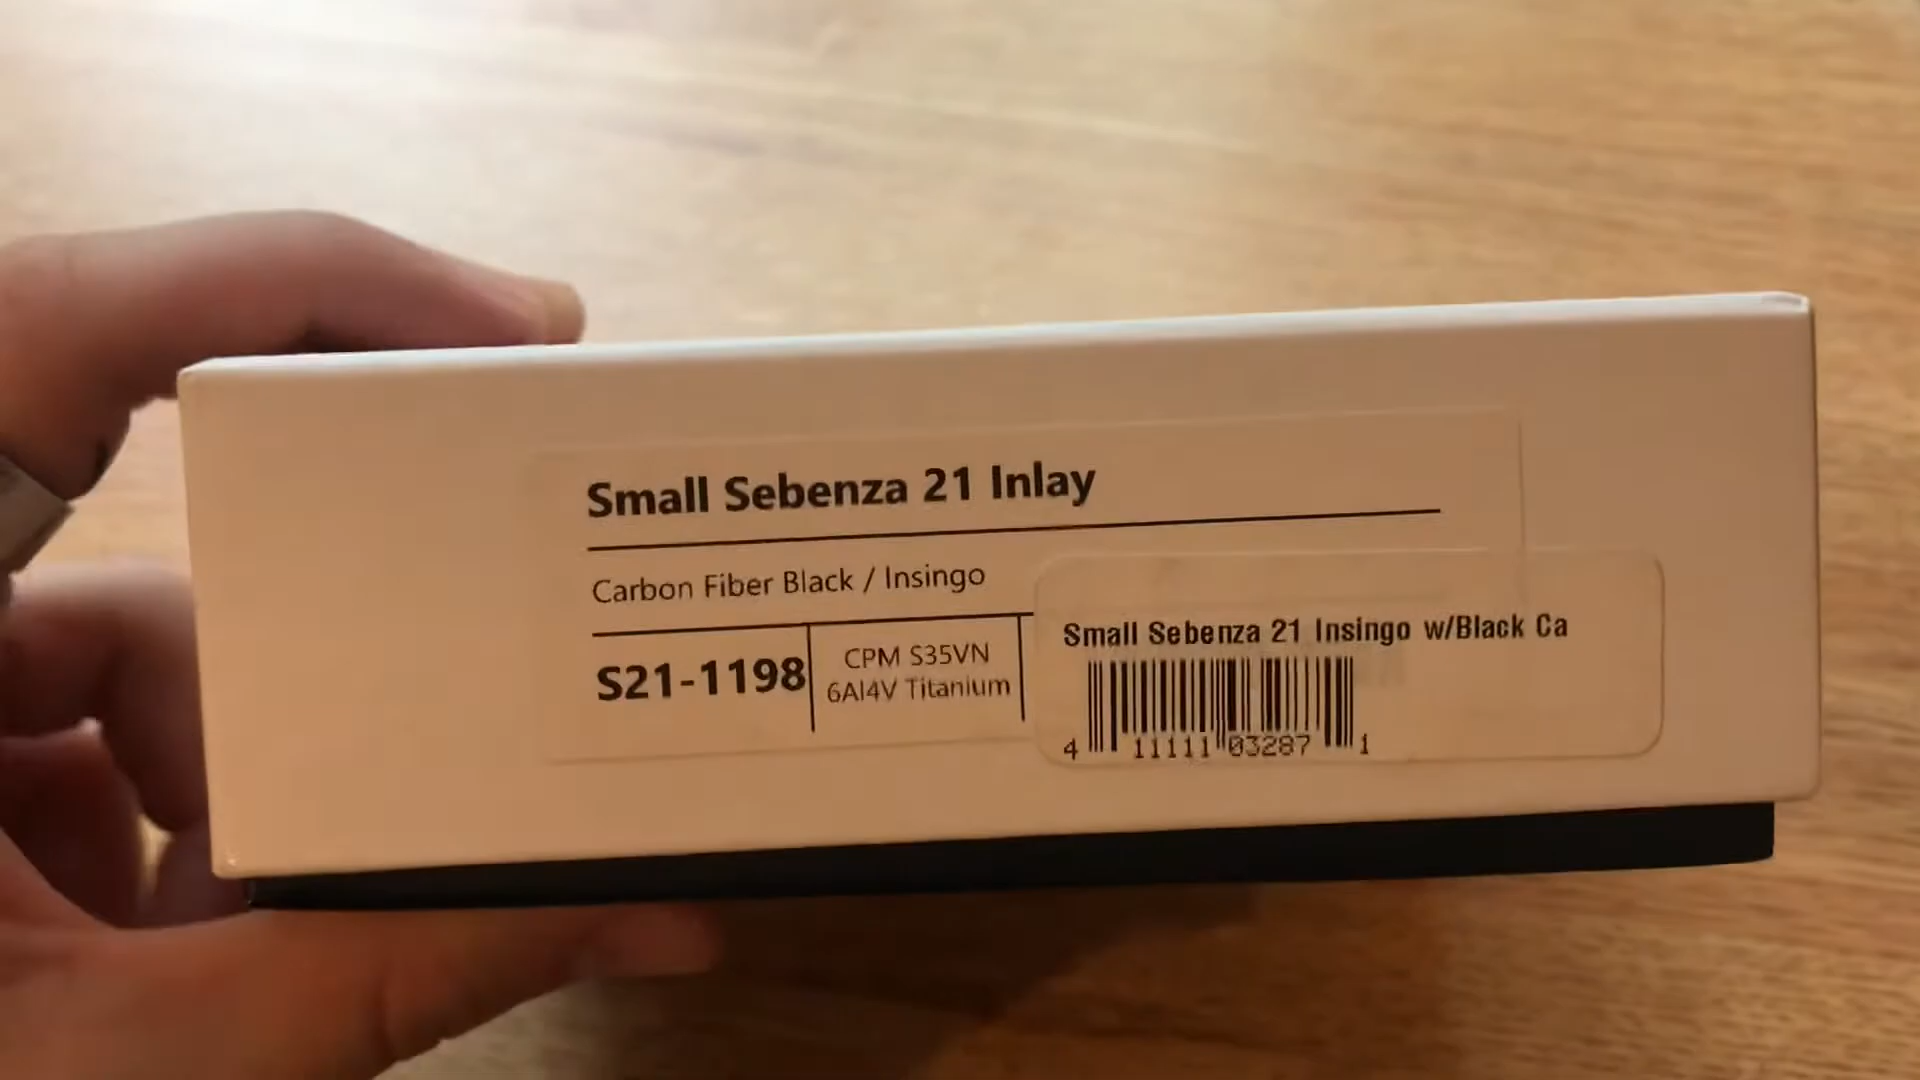 Small Sebenza 21 Inlay
Carbon Fiber Black / Insingo
S21-1198
CPM S35VN
6Al4V Titanium
Small Sebenza 21 Insingo w/Black Ca
4 11111 03287 1